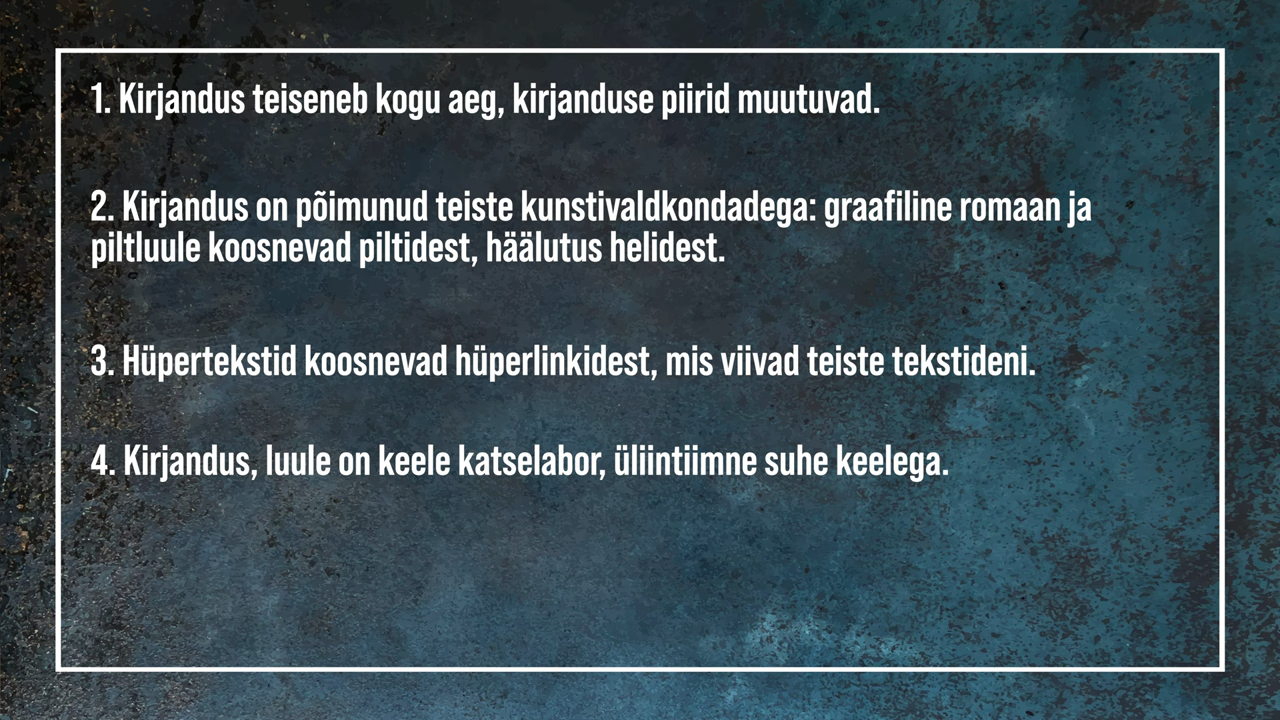 1. Kirjandus teiseneb kogu aeg, kirjanduse piirid muutuvad.
2. Kirjandus on põimunud teiste kunstivaldkondadega: graafiline romaan ja
piltluule koosnevad piltidest, häälutus helidest.
3. Hüpertekstid koosnevad hüperlinkidest, mis viivad teiste tekstideni.
4. Kirjandus, luule on keele katselabor, üliintiimne suhe keelega.